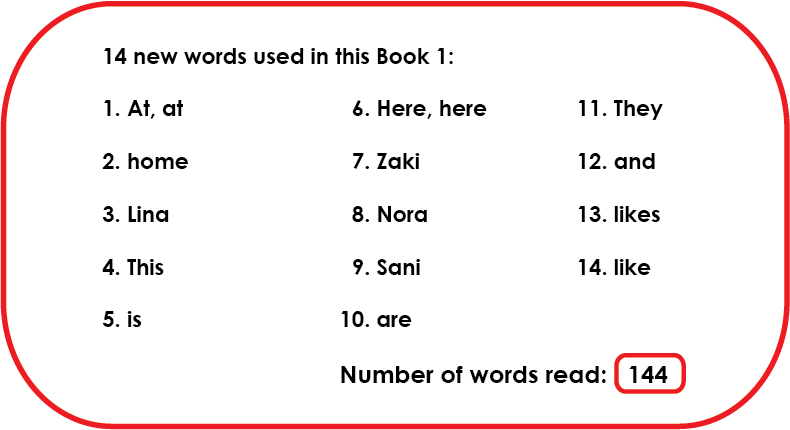 14 new words used in this Book 1:
1. At, at
2. home
3. Lina
4. This
5. is
6. Here, here
7. Zaki
8. Nora
9. Sani
10. are
11. They
12. and
13. likes
14. like
Number of words read: 144